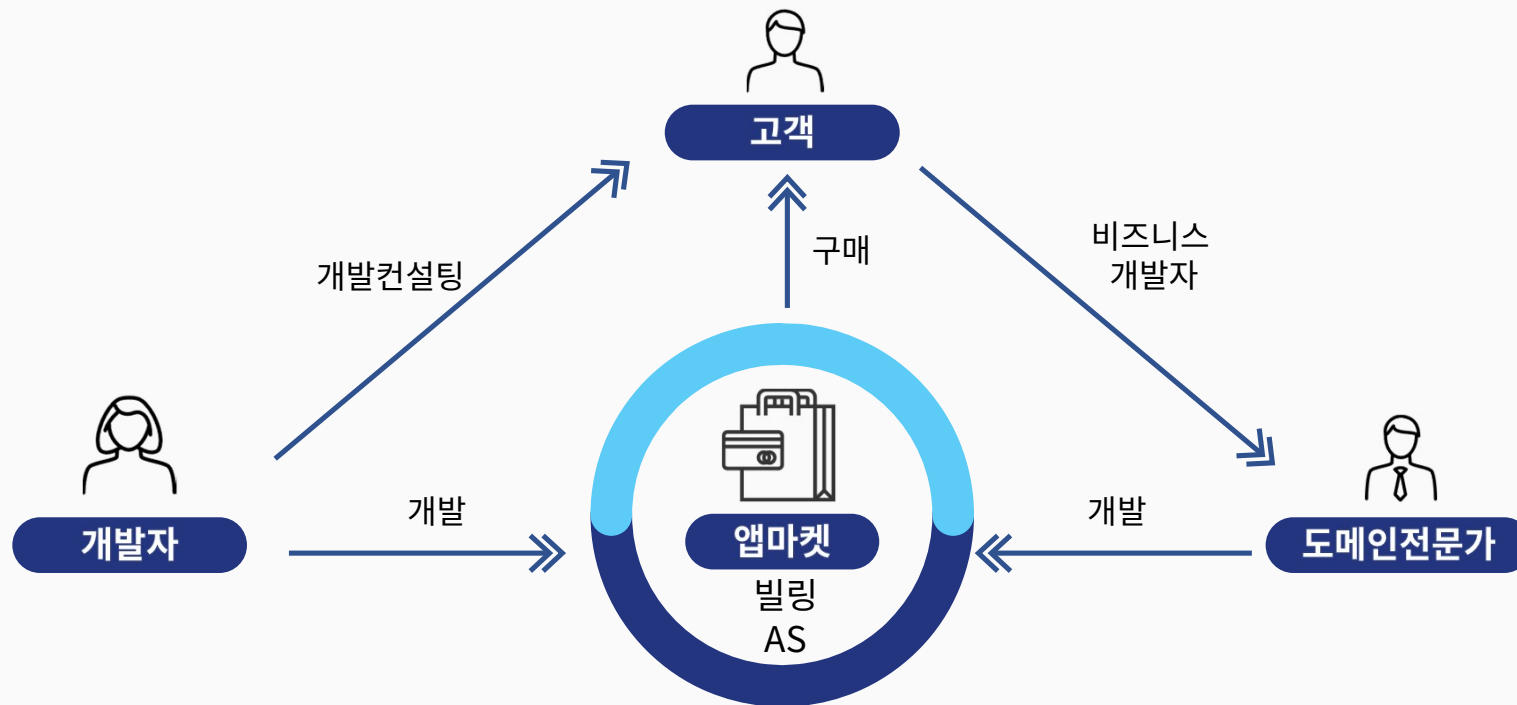 고객
구매
비즈니스
개발자
개발컨설팅
개발
개발
개발자
앱마켓
도메인전문가
빌링
AS